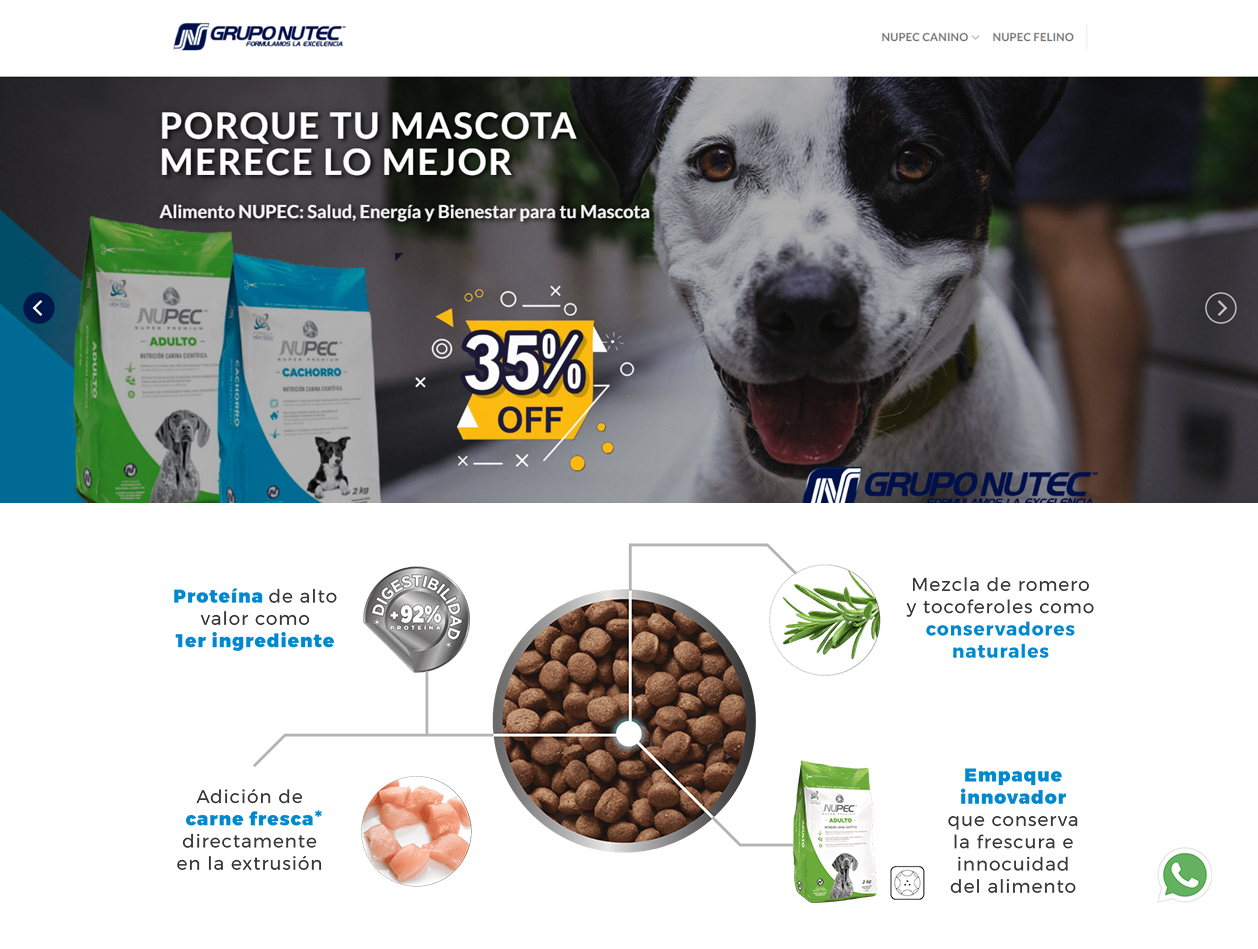 GRUPO NUTEC
FORMULAMOS LA EXCELENCIA
NUPEC CANINO
NUPEC FELINO
PORQUE TU MASCOTA
MERECE LO MEJOR
Alimento NUPEC: Salud, Energía y Bienestar para tu Mascota
NUPEC
SUPER PREMIUM
ADULTO
NUTRICIÓN CANINA CIENTÍFICA
ADULTO
NUPEC
SUPER PREMIUM
CACHORRO
NUTRICIÓN CANINA CIENTÍFICA
CACHORRO
2 kg
35%
OFF
GRUPO NUTEC
FORMULAMOS LA EXCELENCIA
Proteína de alto
valor como
1er ingrediente
DIGESTIBILIDAD
+92%
PROTEÍNA
Mezcla de romero
y tocoferoles como
conservadores
naturales
Adición de
carne fresca*
directamente
en la extrusión
NUPEC
ADULTO
ADULTO
2 kg
Empaque
innovador
que conserva
la frescura e
innocuidad
del alimento